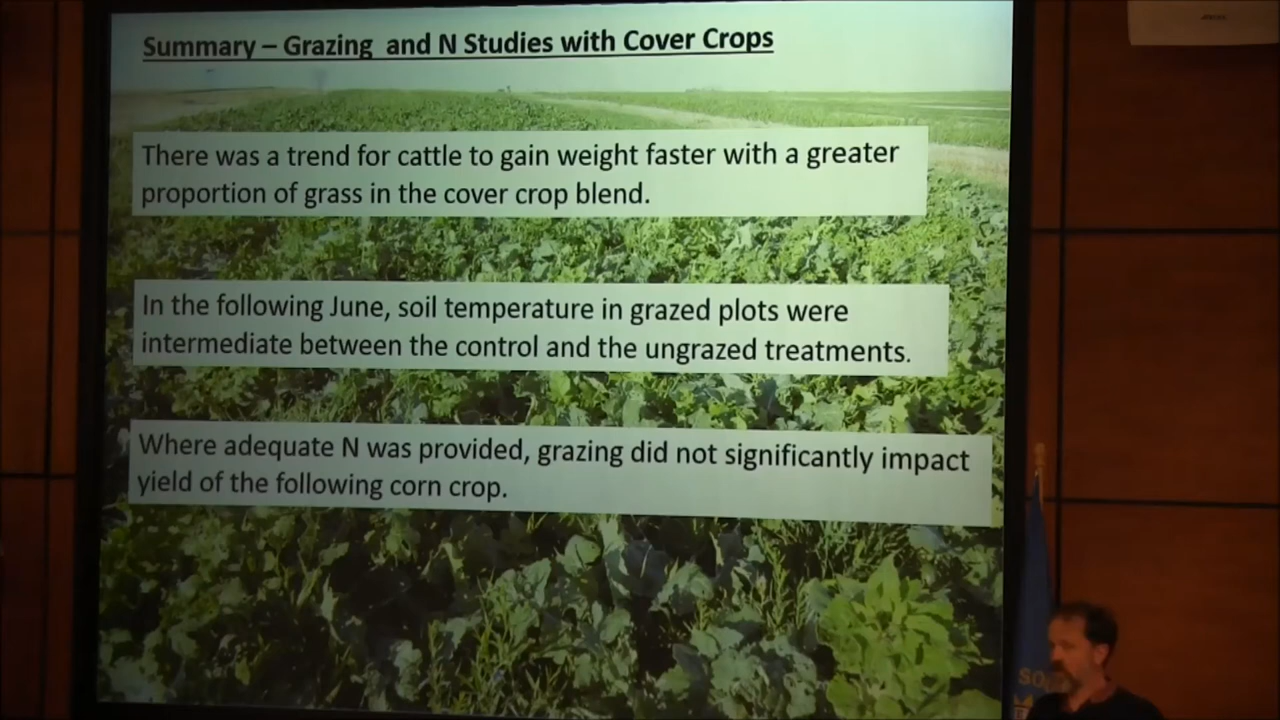 Summary – Grazing and N Studies with Cover Crops
There was a trend for cattle to gain weight faster with a greater
proportion of grass in the cover crop blend.
In the following June, soil temperature in grazed plots were
intermediate between the control and the ungrazed treatments.
Where adequate N was provided, grazing did not significantly impact
yield of the following corn crop.
SO